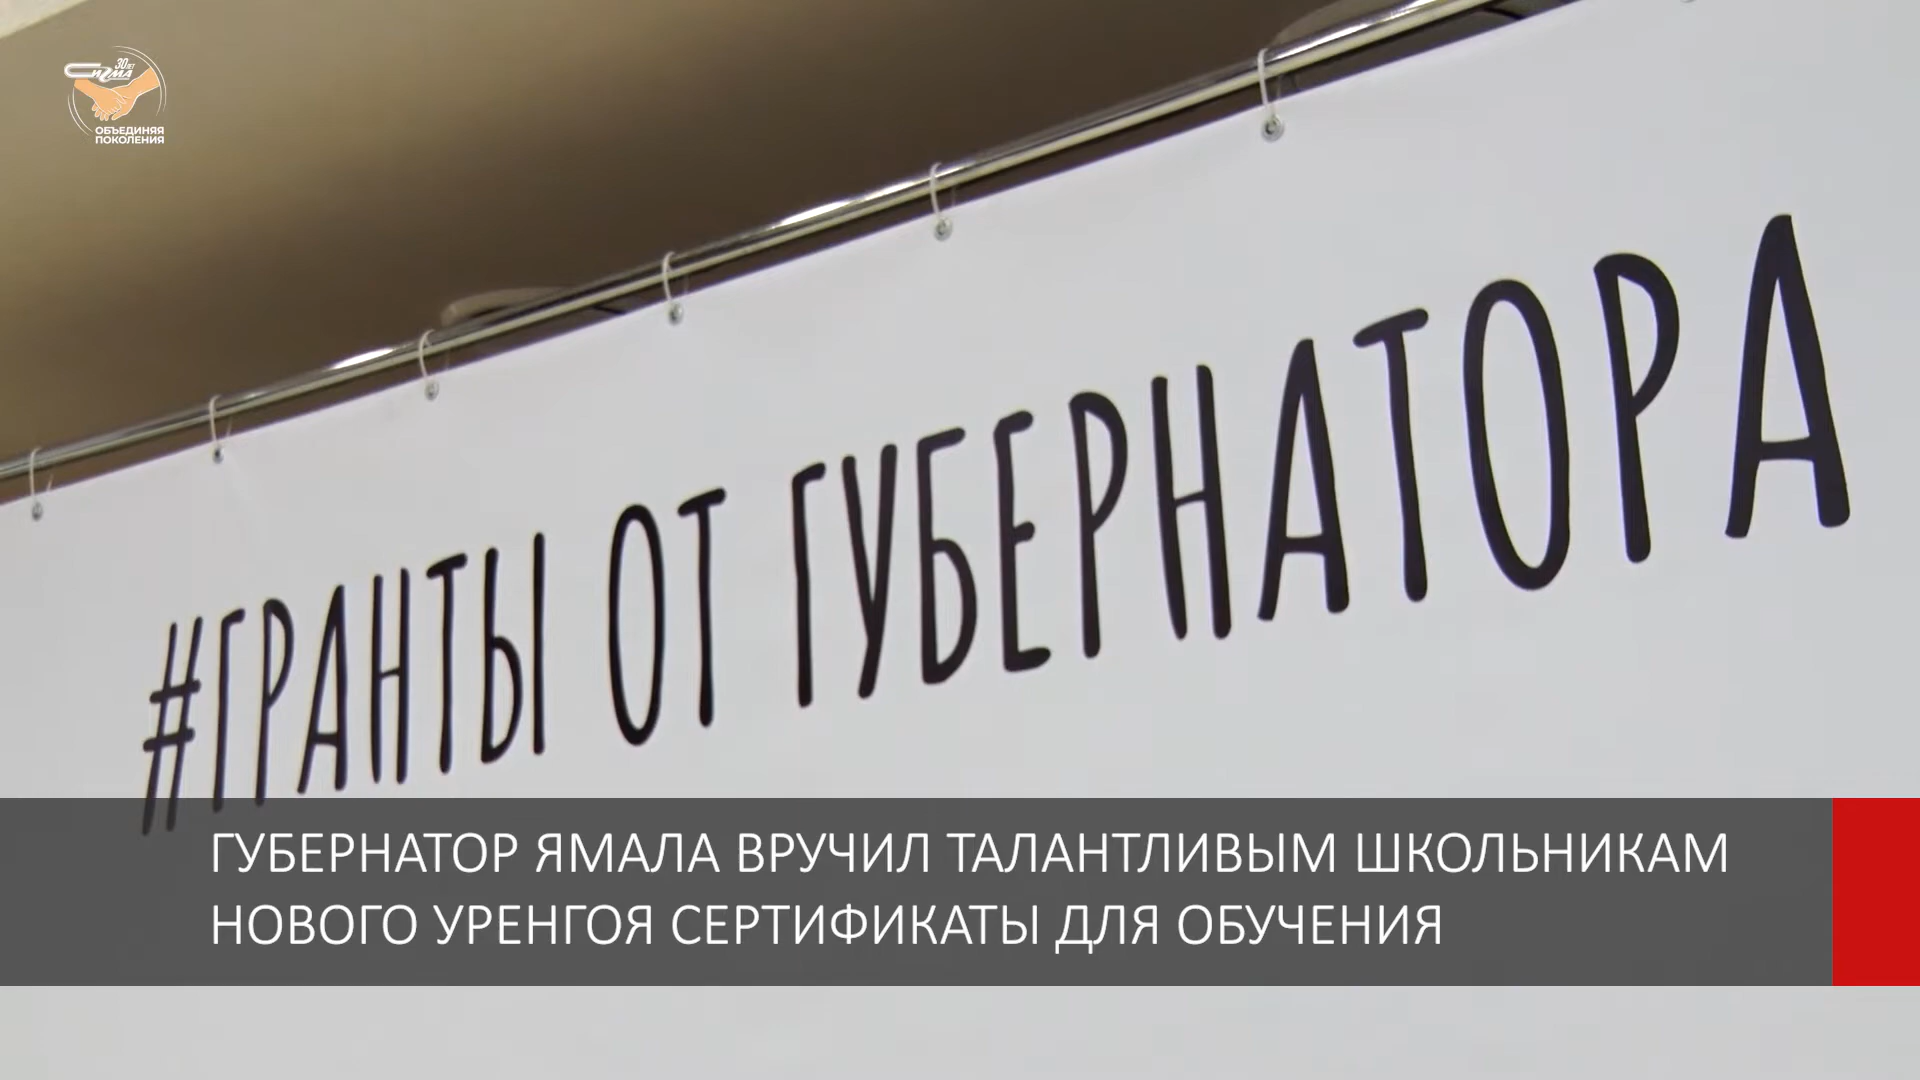 30 ЛЕТ
СИГМА
ОБЪЕДИНЯЯ
ПОКОЛЕНИЯ
#ГРАНТЫ ОТ ГУБЕРНАТОРА
ГУБЕРНАТОР ЯМАЛА ВРУЧИЛ ТАЛАНТЛИВЫМ ШКОЛЬНИКАМ
НОВОГО УРЕНГОЯ СЕРТИФИКАТЫ ДЛЯ ОБУЧЕНИЯ